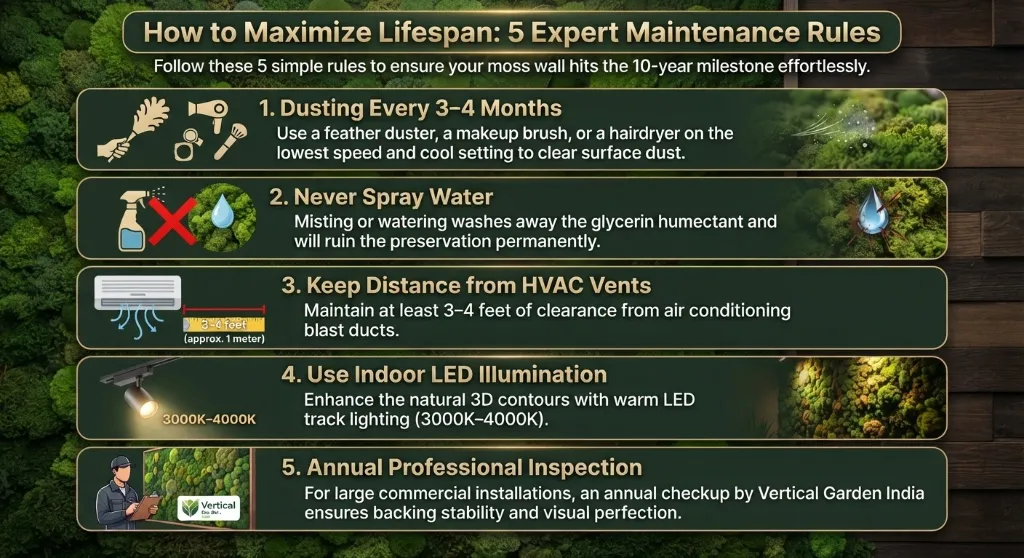 How to Maximize Lifespan: 5 Expert Maintenance Rules
Follow these 5 simple rules to ensure your moss wall hits the 10-year milestone effortlessly.
1. Dusting Every 3–4 Months
Use a feather duster, a makeup brush, or a hairdryer on the
lowest speed and cool setting to clear surface dust.
2. Never Spray Water
Misting or watering washes away the glycerin humectant and
will ruin the preservation permanently.
3–4 feet
(approx. 1 meter)
3. Keep Distance from HVAC Vents
Maintain at least 3–4 feet of clearance from air conditioning
blast ducts.
3000K–4000K
4. Use Indoor LED Illumination
Enhance the natural 3D contours with warm LED
track lighting (3000K–4000K).
Vertical
5. Annual Professional Inspection
For large commercial installations, an annual checkup by Vertical Garden India
ensures backing stability and visual perfection.